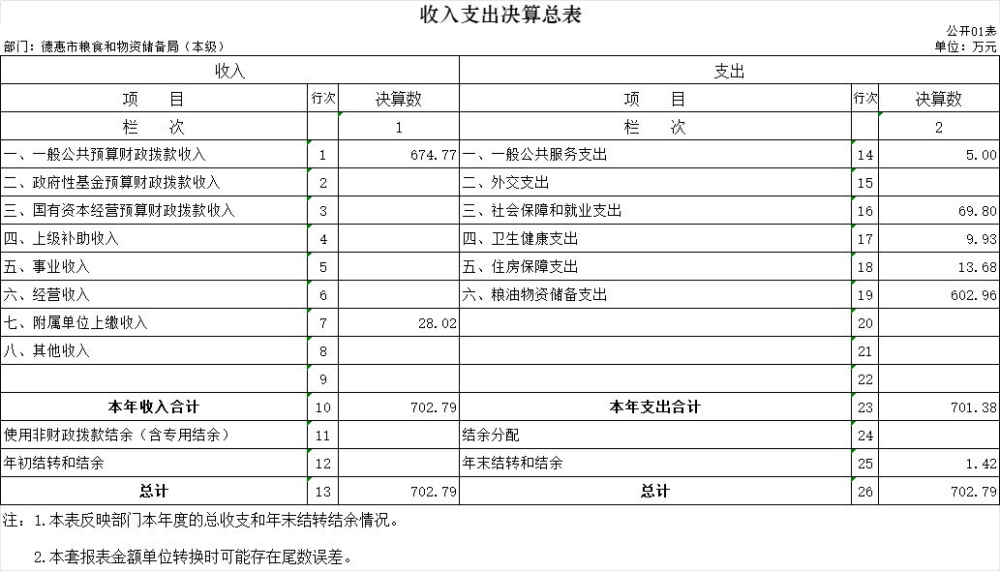 收入支出决算总表
公开01表
部门：德惠市粮食和物资储备局（本级） 单位：万元
收入 支出
项 目 行次 决算数 项 目 行次 决算数
栏 次 1 栏 次 2
一、一般公共预算财政拨款收入 1 674.77 一、一般公共服务支出 14 5.00
二、政府性基金预算财政拨款收入 2 二、外交支出 15
三、国有资本经营预算财政拨款收入 3 三、社会保障和就业支出 16 69.80
四、上级补助收入 4 四、卫生健康支出 17 9.93
五、事业收入 5 五、住房保障支出 18 13.68
六、经营收入 6 六、粮油物资储备支出 19 602.96
七、附属单位上缴收入 7 28.02 20
八、其他收入 8 21
9 22
本年收入合计 10 702.79 本年支出合计 23 701.38
使用非财政拨款结余（含专用结余） 11 结余分配 24
年初结转和结余 12 年末结转和结余 25 1.42
总计 13 702.79 总计 26 702.79
注：1.本表反映部门本年度的总收支和年末结转结余情况。
2.本套报表金额单位转换时可能存在尾数误差。